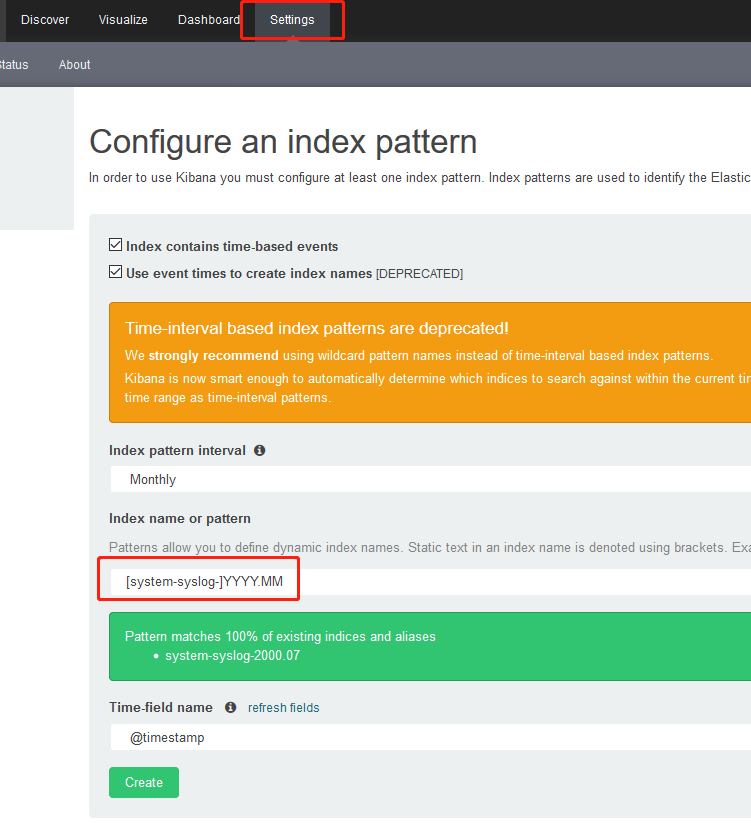 Discover Visualize Dashboard Settings
Status About
Configure an index pattern
In order to use Kibana you must configure at least one index pattern. Index patterns are used to identify the Elastic
Index contains time-based events
Use event times to create index names [DEPRECATED]
Time-interval based index patterns are deprecated!
We strongly recommend using wildcard pattern names instead of time-interval based index patterns.
Kibana is now smart enough to automatically determine which indices to search against within the current tim
time range as time-interval patterns.
Index pattern interval
Monthly
Index name or pattern
Patterns allow you to define dynamic index names. Static text in an index name is denoted using brackets. Exa
[system-syslog-]YYYY.MM
Pattern matches 100% of existing indices and aliases
• system-syslog-2000.07
Time-field name refresh fields
@timestamp
Create